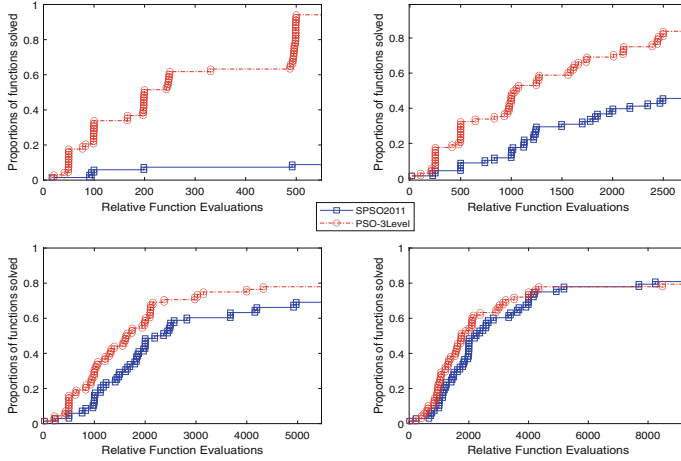 Proportions of functions solved
1
0.8
0.6
0.4
0.2
0
0 100 200 300 400 500
Relative Function Evaluations
Proportions of functions solved
1
0.8
0.6
0.4
0.2
0
0 500 1000 1500 2000 2500
Relative Function Evaluations
SPSO2011
PSO-3Level
Proportions of functions solved
1
0.8
0.6
0.4
0.2
0
0 1000 2000 3000 4000 5000
Relative Function Evaluations
Proportions of functions solved
1
0.8
0.6
0.4
0.2
0
0 2000 4000 6000 8000
Relative Function Evaluations